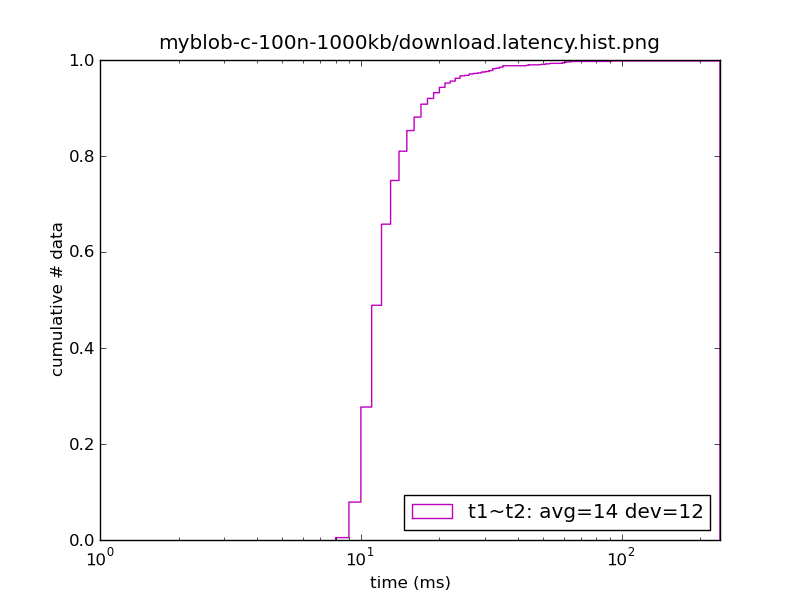 myblob-c-100n-1000kb/download.latency.hist.png
1.0
0.8
0.6
0.4
0.2
0.0
cumulative # data
t1~t2: avg=14 dev=12
10⁰ 10¹ 10²
time (ms)